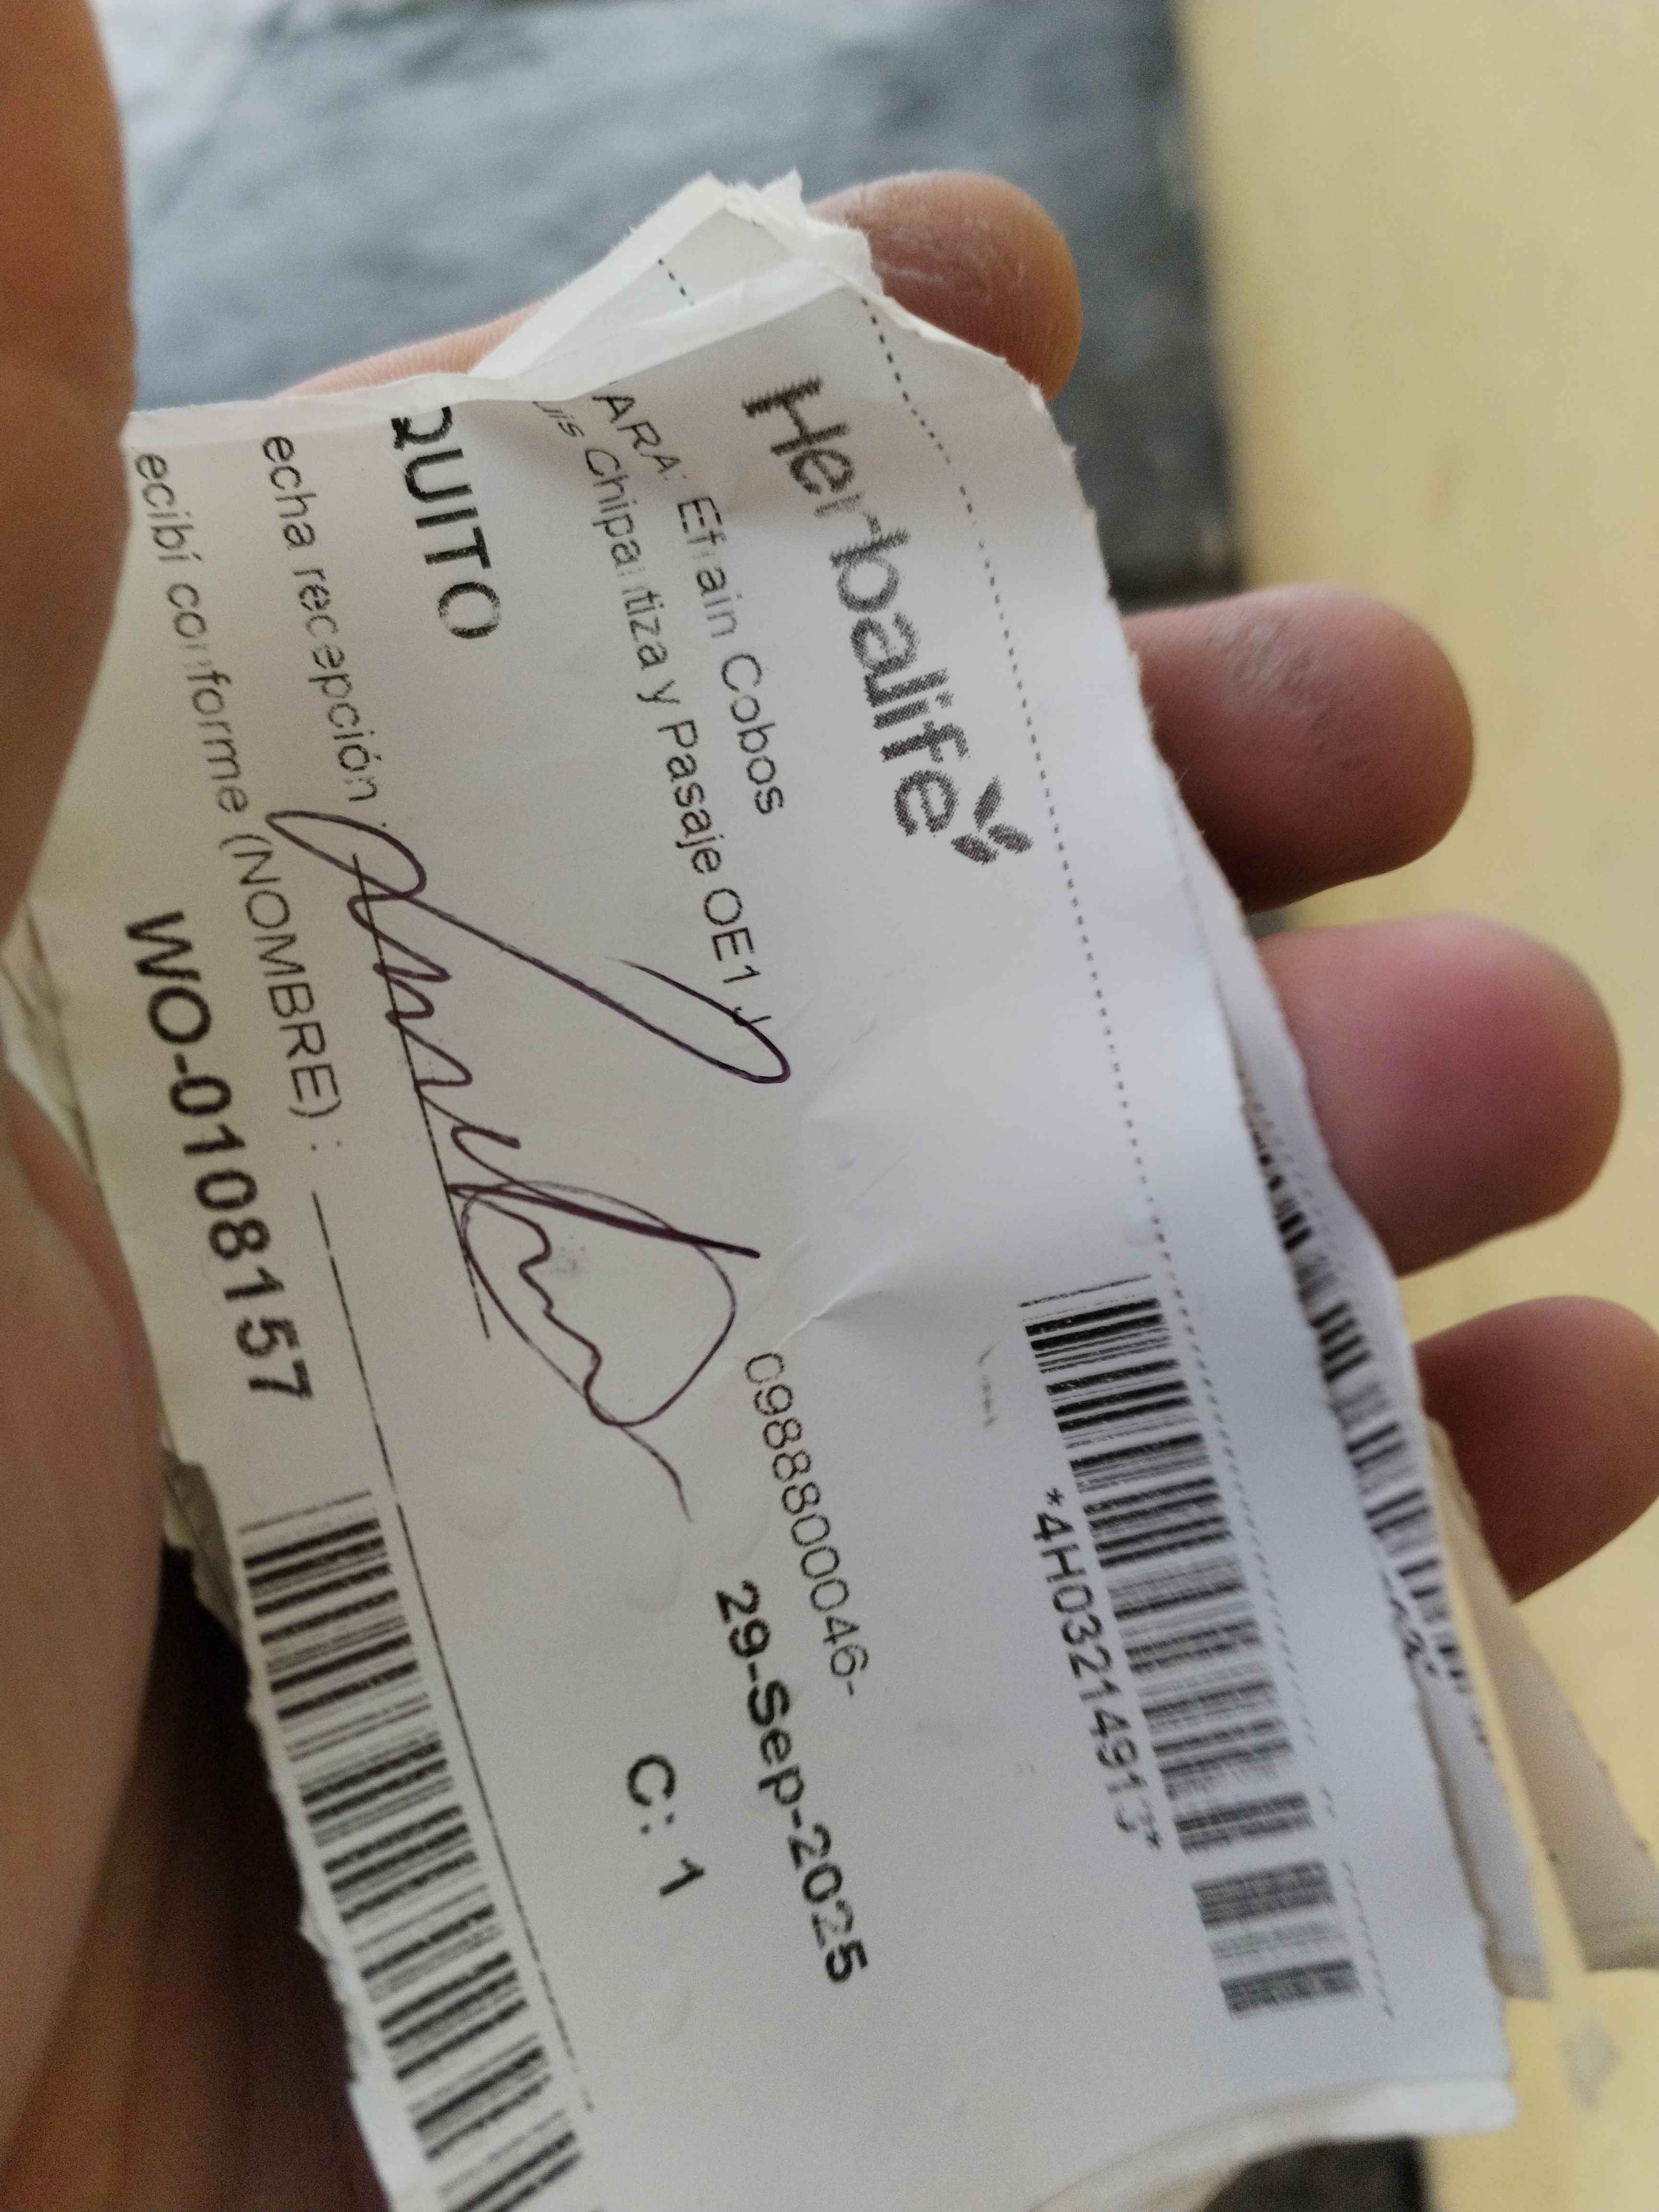 Herbalife
*4H03214913*
ARA: Efrain Cobos
0988800046-
uis Chipantiza y Pasaje OE1 J
29-Sep-2025
QUITO
C: 1
echa recepción :
ecibí conforme (NOMBRE) :
WO-0108157